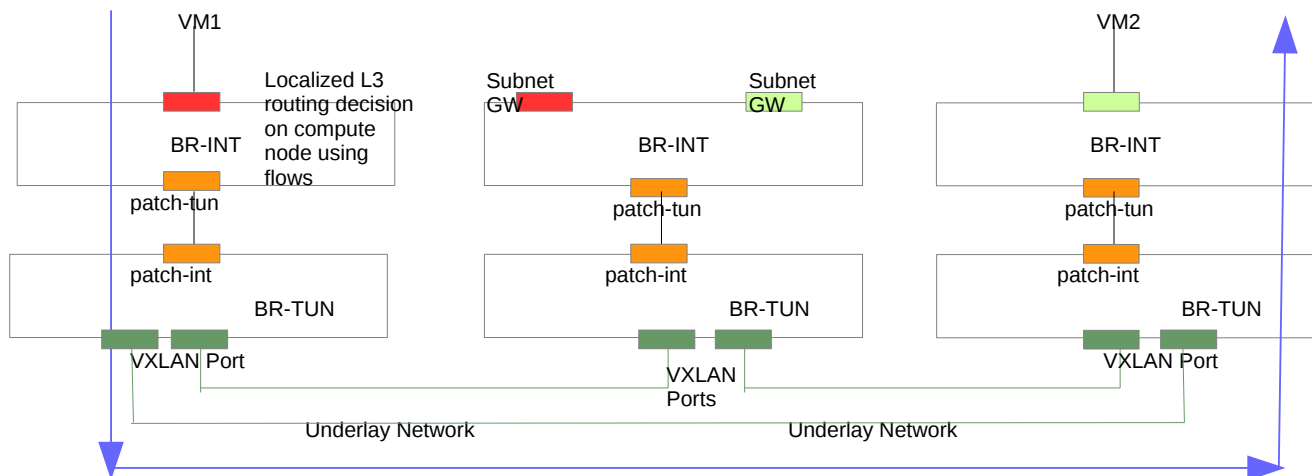 VM1
VM2
Localized L3
routing decision
on compute
node using
flows
Subnet
GW
Subnet
GW
BR-INT
BR-INT
BR-INT
patch-tun
patch-tun
patch-tun
patch-int
patch-int
patch-int
BR-TUN
BR-TUN
BR-TUN
VXLAN Port
VXLAN
Ports
VXLAN Port
Underlay Network
Underlay Network